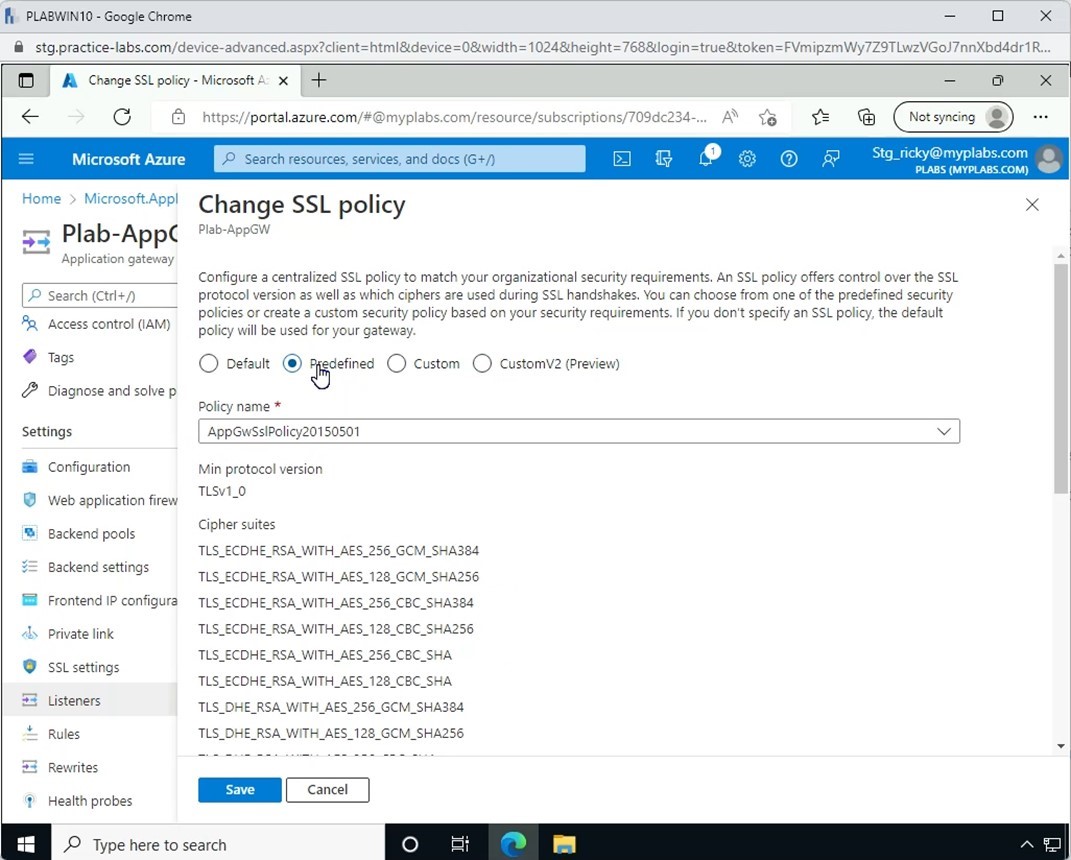 PLABWIN10 - Google Chrome
stg.practice-labs.com/device-advanced.aspx?client=html&device=0&width=1024&height=768&login=true&token=FVmipzmWy7Z9TLwzVGoJ7nnXbd4dr1R...
Change SSL policy - Microsoft Az
https://portal.azure.com/#@myplabs.com/resource/subscriptions/709dc234-...
Not syncing
Microsoft Azure
Search resources, services, and docs (G+/)
1
Stg_ricky@myplabs.com
PLABS (MYPLABS.COM)
Home > Microsoft.Appl
Plab-AppG
Application gateway
Search (Ctrl+/)
Access control (IAM)
Tags
Diagnose and solve p
Settings
Configuration
Web application firew
Backend pools
Backend settings
Frontend IP configura
Private link
SSL settings
Listeners
Rules
Rewrites
Health probes
Change SSL policy
Plab-AppGW
Configure a centralized SSL policy to match your organizational security requirements. An SSL policy offers control over the SSL
protocol version as well as which ciphers are used during SSL handshakes. You can choose from one of the predefined security
policies or create a custom security policy based on your security requirements. If you don't specify an SSL policy, the default
policy will be used for your gateway.
Default Predefined Custom CustomV2 (Preview)
Policy name *
AppGwSslPolicy20150501
Min protocol version
TLSv1_0
Cipher suites
TLS_ECDHE_RSA_WITH_AES_256_GCM_SHA384
TLS_ECDHE_RSA_WITH_AES_128_GCM_SHA256
TLS_ECDHE_RSA_WITH_AES_256_CBC_SHA384
TLS_ECDHE_RSA_WITH_AES_128_CBC_SHA256
TLS_ECDHE_RSA_WITH_AES_256_CBC_SHA
TLS_ECDHE_RSA_WITH_AES_128_CBC_SHA
TLS_DHE_RSA_WITH_AES_256_GCM_SHA384
TLS_DHE_RSA_WITH_AES_128_GCM_SHA256
Save Cancel
Type here to search